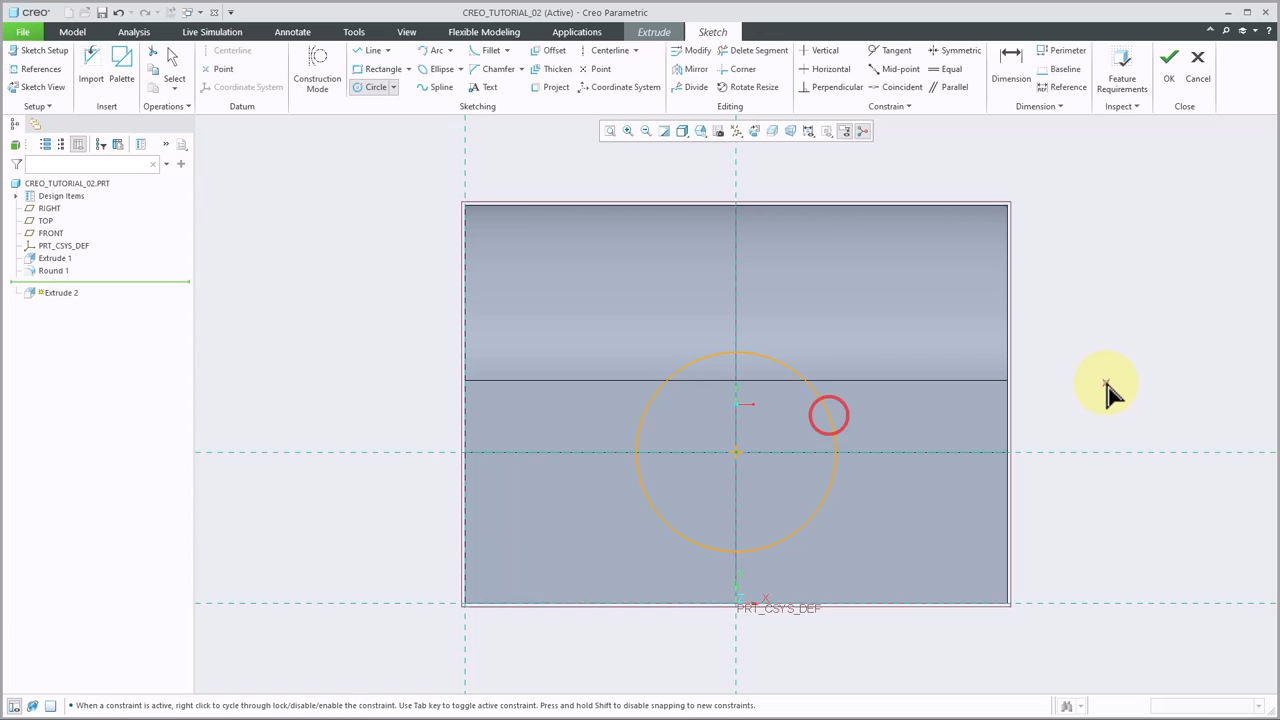 creo CREO_TUTORIAL_02 (Active) - Creo Parametric
File Model Analysis Live Simulation Annotate Tools View Flexible Modeling Applications Extrude Sketch
Sketch Setup
References
Sketch View
Setup
Import
Palette
Insert
Select
Operations
Centerline
Point
Coordinate System
Datum
Construction
Mode
Line Arc Fillet Offset Centerline
Rectangle Ellipse Chamfer Thicken Point
Circle Spline Text Project Coordinate System
Sketching
Modify Delete Segment
Mirror Corner
Divide Rotate Resize
Editing
Vertical Tangent Symmetric
Horizontal Mid-point Equal
Perpendicular Coincident Parallel
Constrain
Dimension
Perimeter
Baseline
Reference
Dimension
Feature
Requirements
Inspect
OK
Cancel
Close
CREO_TUTORIAL_02.PRT
Design Items
RIGHT
TOP
FRONT
PRT_CSYS_DEF
Extrude 1
Round 1
Extrude 2
X
PRT_CSYS_DEF
• When a constraint is active, right click to cycle through lock/disable/enable the constraint. Use Tab key to toggle active constraint. Press and hold Shift to disable snapping to new constraints.